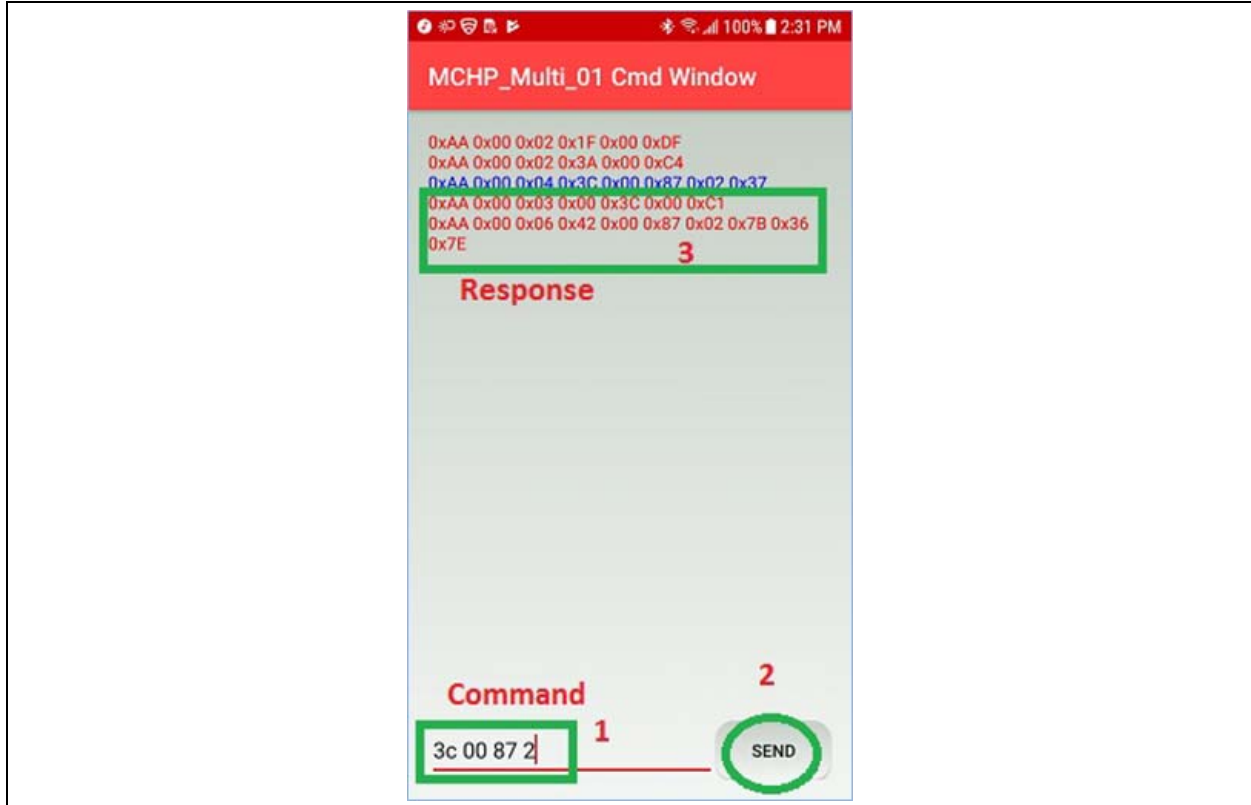 100% 2:31 PM
MCHP_Multi_01 Cmd Window
0xAA 0x00 0x02 0x1F 0x00 0xDF
0xAA 0x00 0x02 0x3A 0x00 0xC4
0xAA 0x00 0x04 0x3C 0x00 0x87 0x02 0x37
0xAA 0x00 0x03 0x00 0x3C 0x00 0xC1
0xAA 0x00 0x06 0x42 0x00 0x87 0x02 0x7B 0x36
0x7E
3
Response
Command
1
2
3c 00 87 2
SEND